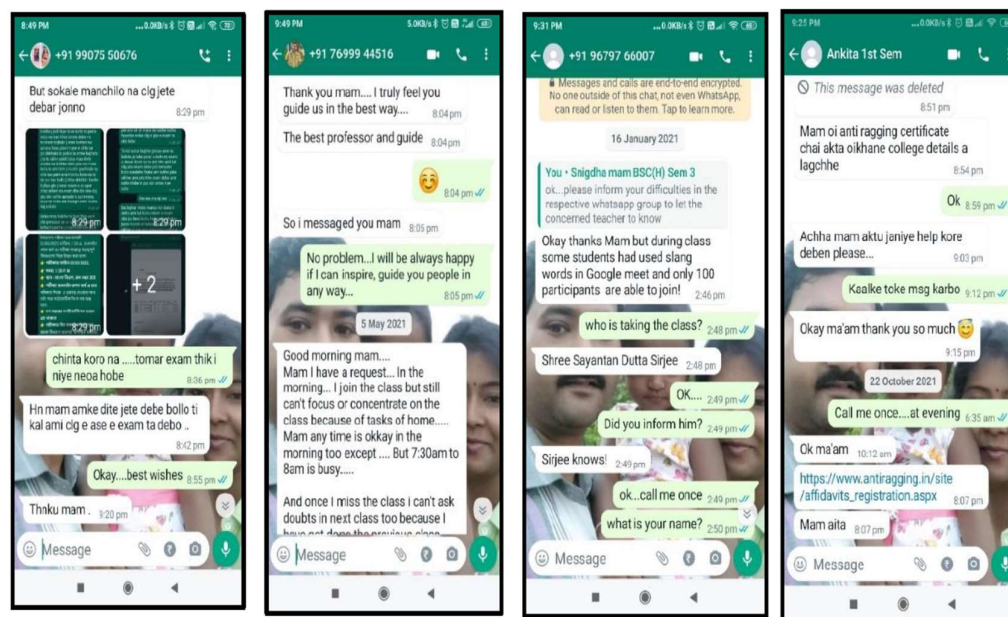 8:49 PM
...0.0KB/s
+91 99075 50676
But sokale manchilo na clg jete
debar jonno
8:29 pm
8:29 pm
8:29 pm
+ 2
8:29 pm
chinta koro na .....tomar exam thik i
niye neoa hobe
8:36 pm
Hn mam amke dite jete debe bollo ti
kal ami clg e ase e exam ta debo ..
8:42 pm
Okay....best wishes 8:55 pm
Thnku mam . 9:20 pm
Message
9:49 PM
5.0KB/s
+91 76999 44516
Thank you mam.... I truly feel you
guide us in the best way....
8:04 pm
The best professor and guide 8:04 pm
8:04 pm
So i messaged you mam 8:05 pm
No problem...I will be always happy
if I can inspire, guide you people in
any way...
8:05 pm
5 May 2021
Good morning mam....
Mam I have a request... In the
morning... I join the class but still
can't focus or concentrate on the
class because of tasks of home.....
Mam any time is okkay in the
morning too except .... But 7:30am to
8am is busy.....
And once I miss the class i can't ask
doubts in next class too because I
have not done the previous class
Message
9:31 PM
...0.0KB/s
+91 96797 66007
Messages and calls are end-to-end encrypted.
No one outside of this chat, not even WhatsApp,
can read or listen to them. Tap to learn more.
16 January 2021
You • Snigdha mam BSC(H) Sem 3
ok...please inform your difficulties in the
respective whatsapp group to let the
concerned teacher to know
Okay thanks Mam but during class
some students had used slang
words in Google meet and only 100
participants are able to join! 2:46 pm
who is taking the class? 2:48 pm
Shree Sayantan Dutta Sirjee 2:48 pm
OK.... 2:49 pm
Did you inform him? 2:49 pm
Sirjee knows! 2:49 pm
ok...call me once 2:49 pm
what is your name? 2:50 pm
Message
9:25 PM
...0.0KB/s
Ankita 1st Sem
This message was deleted
8:51 pm
Mam oi anti ragging certificate
chai akta oikhane college details a
lagchhe
8:54 pm
Ok 8:59 pm
Achha mam aktu janiye help kore
deben please... 9:03 pm
Kaalke toke msg karbo 9:12 pm
Okay ma'am thank you so much
9:15 pm
22 October 2021
Call me once....at evening 6:35 am
Ok ma'am 10:12 am
https://www.antiragging.in/site
/affidavits_registration.aspx 8:07 pm
Mam aita 8:07 pm
Message